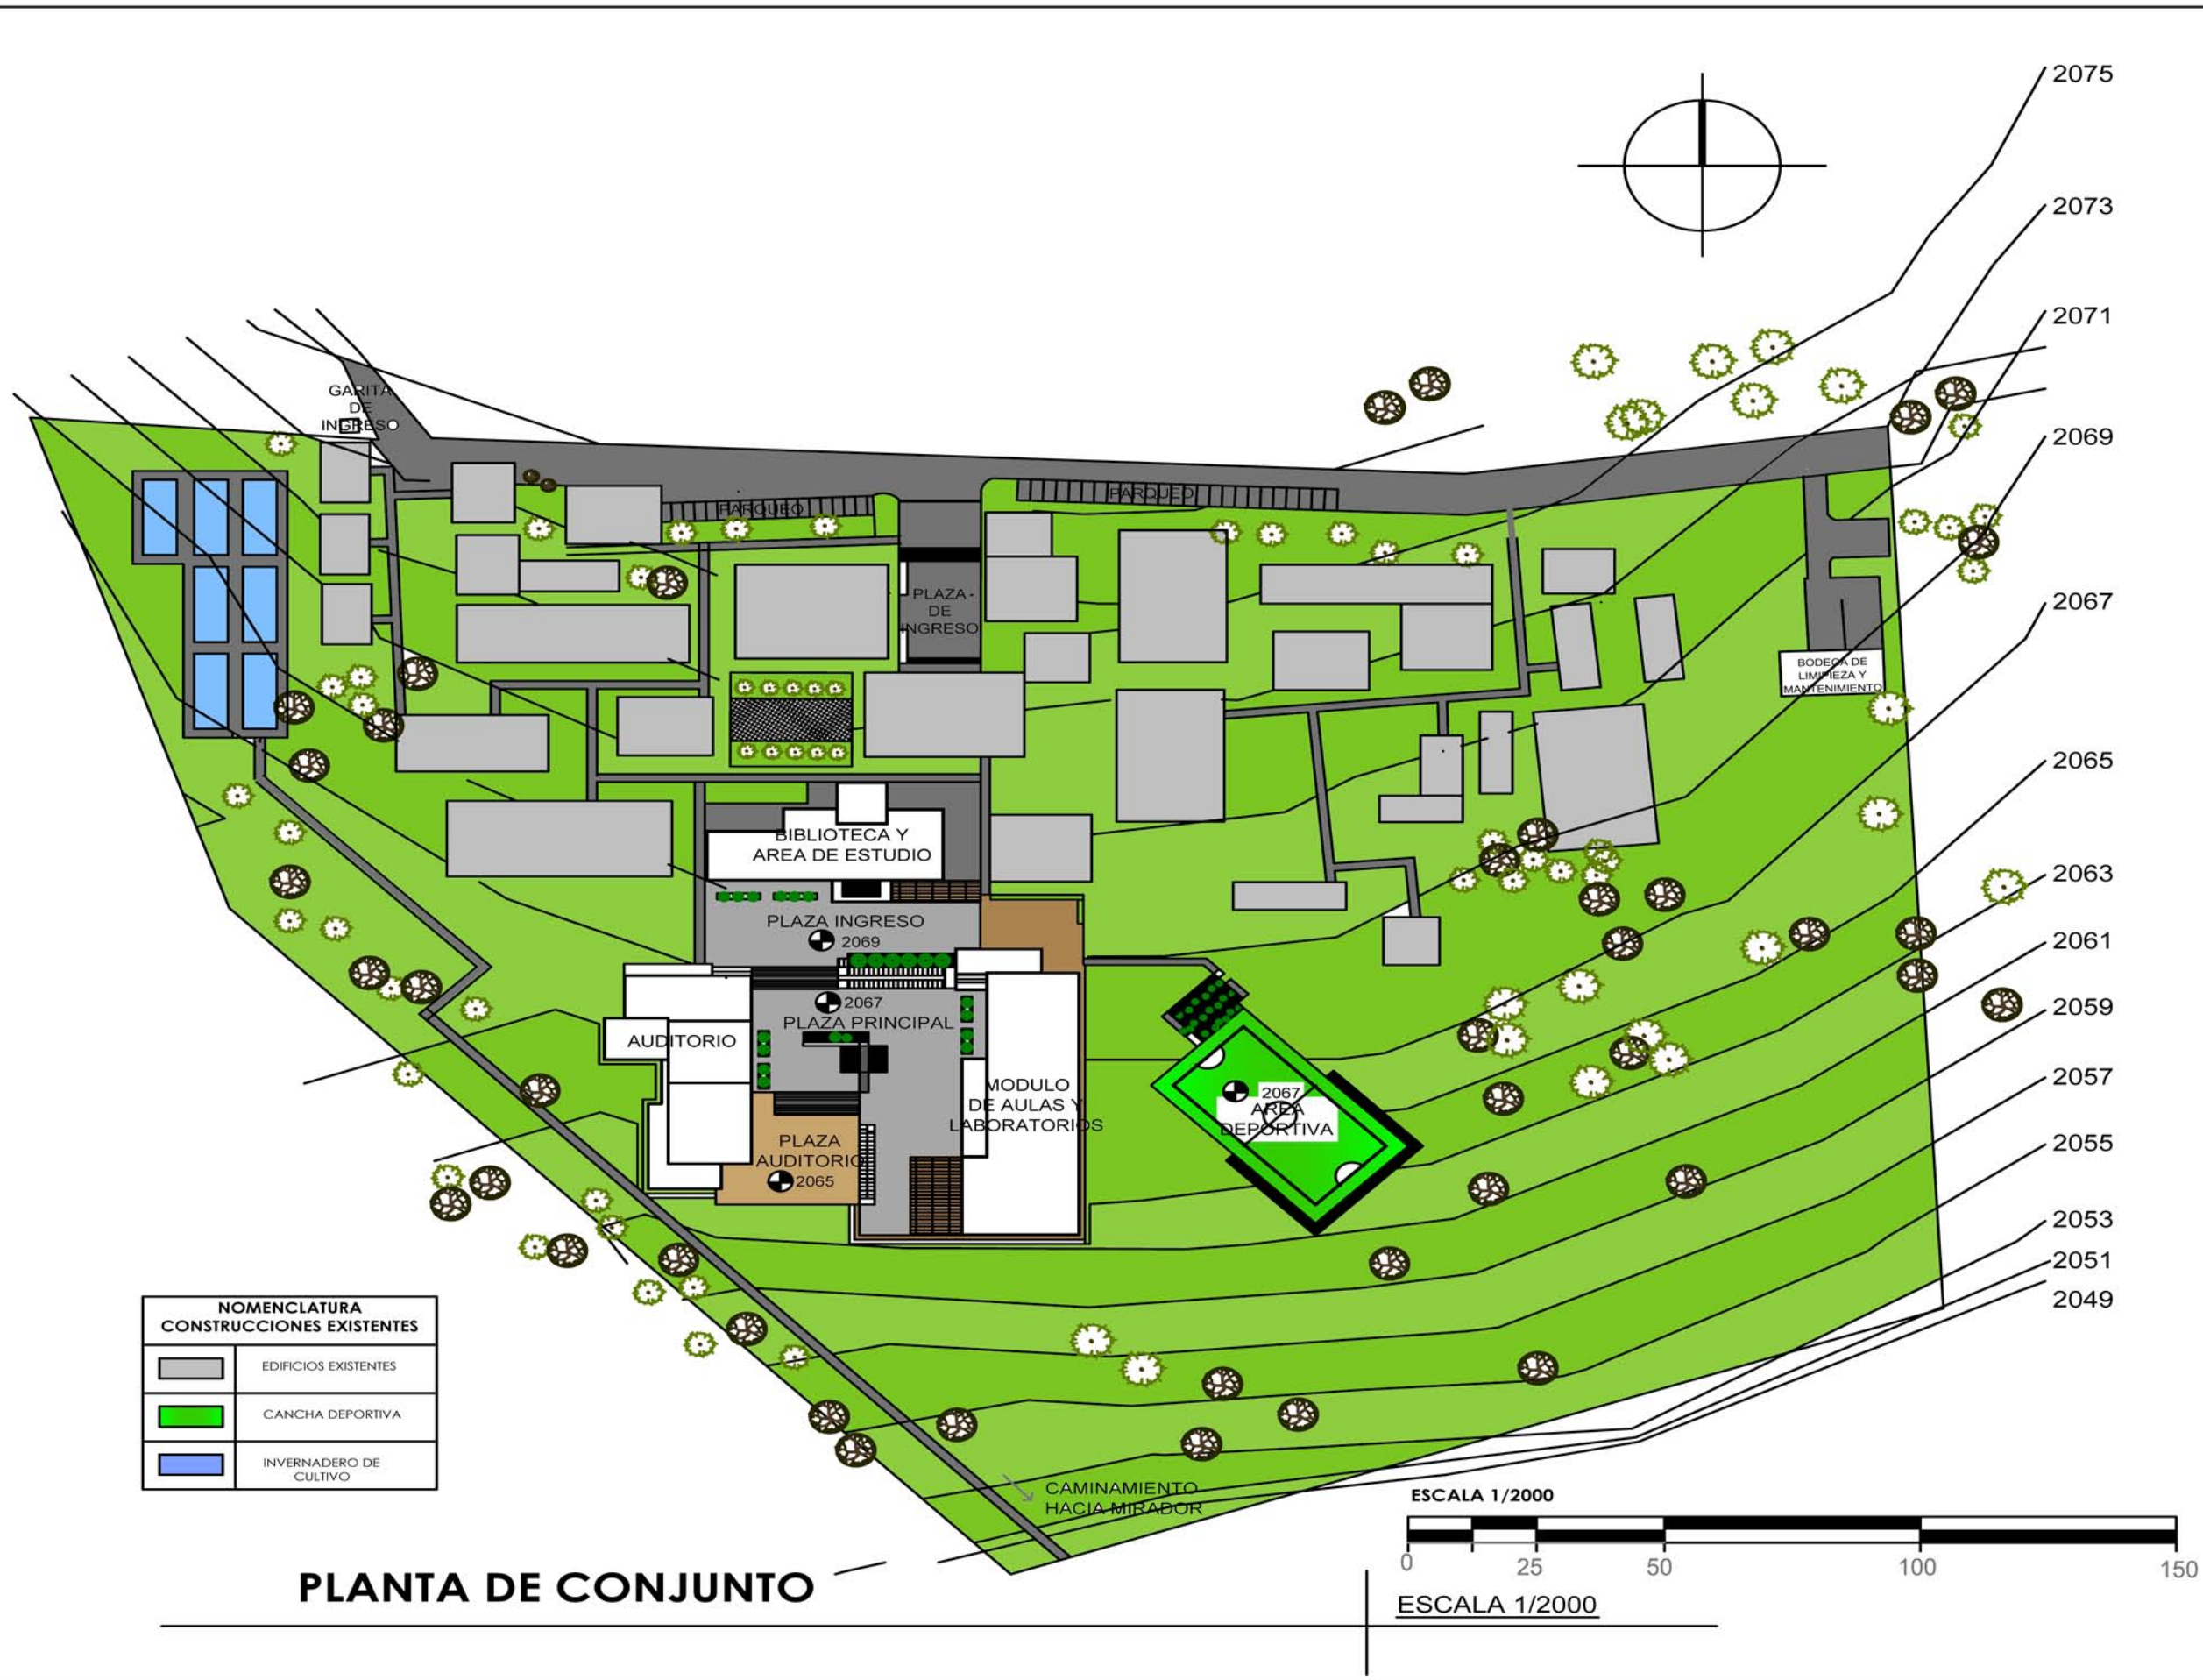 2075
2073
2071
2069
2067
2065
2063
2061
2059
2057
2055
2053
2051
2049
GARITA
DE
INGRESO
PARQUEO
PARQUEO
PLAZA -
DE
INGRESO
BODEGA DE
LIMPIEZA Y
MANTENIMIENTO
BIBLIOTECA Y
AREA DE ESTUDIO
PLAZA INGRESO
2069
2067
PLAZA PRINCIPAL
AUDITORIO
MODULO
DE AULAS Y
LABORATORIOS
2067
AREA
DEPORTIVA
PLAZA
AUDITORIO
2065
CAMINAMIENTO
HACIA MIRADOR
NOMENCLATURA
CONSTRUCCIONES EXISTENTES
EDIFICIOS EXISTENTES
CANCHA DEPORTIVA
INVERNADERO DE
CULTIVO
PLANTA DE CONJUNTO
ESCALA 1/2000
0 25 50 100 150
ESCALA 1/2000